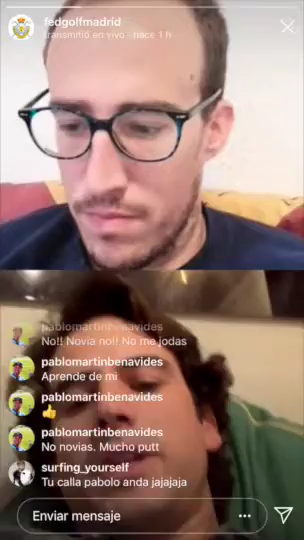 fedgolfmadrid
transmitió en vivo · hace 1 h
pablomartinbenavides
No!! Novia no!! No me jodas
pablomartinbenavides
Aprende de mi
pablomartinbenavides
👍
pablomartinbenavides
No novias. Mucho putt
surfing_yourself
Tu calla pabolo anda jajajaja
Enviar mensaje